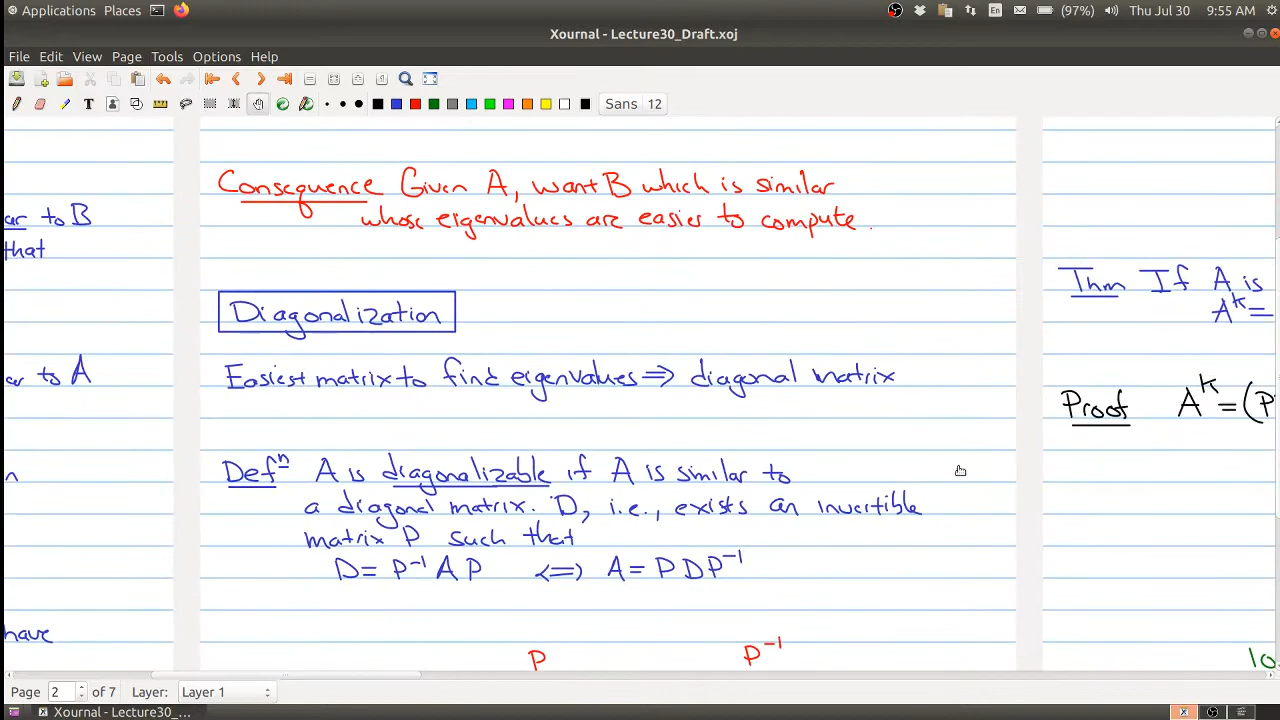 Applications Places
En (97%) Thu Jul 30 9:55 AM
Xournal - Lecture30_Draft.xoj
File Edit View Page Tools Options Help
Sans 12
Consequence Given A, want B which is similar
whose eigenvalues are easier to compute.
ar to B
that
Diagonalization
Thm If A is
A^k=
Easiest matrix to find eigenvalues ⟹ diagonal matrix
ar to A
Proof A^k=(P
Def^n A is diagonalizable if A is similar to
n
a diagonal matrix. D, i.e., exists an invertible
matrix P such that
D= P^-1 A P ⟺ A= P D P^-1
have
P P^-1
10
Page 2 of 7 Layer: Layer 1
Xournal - Lecture30_...